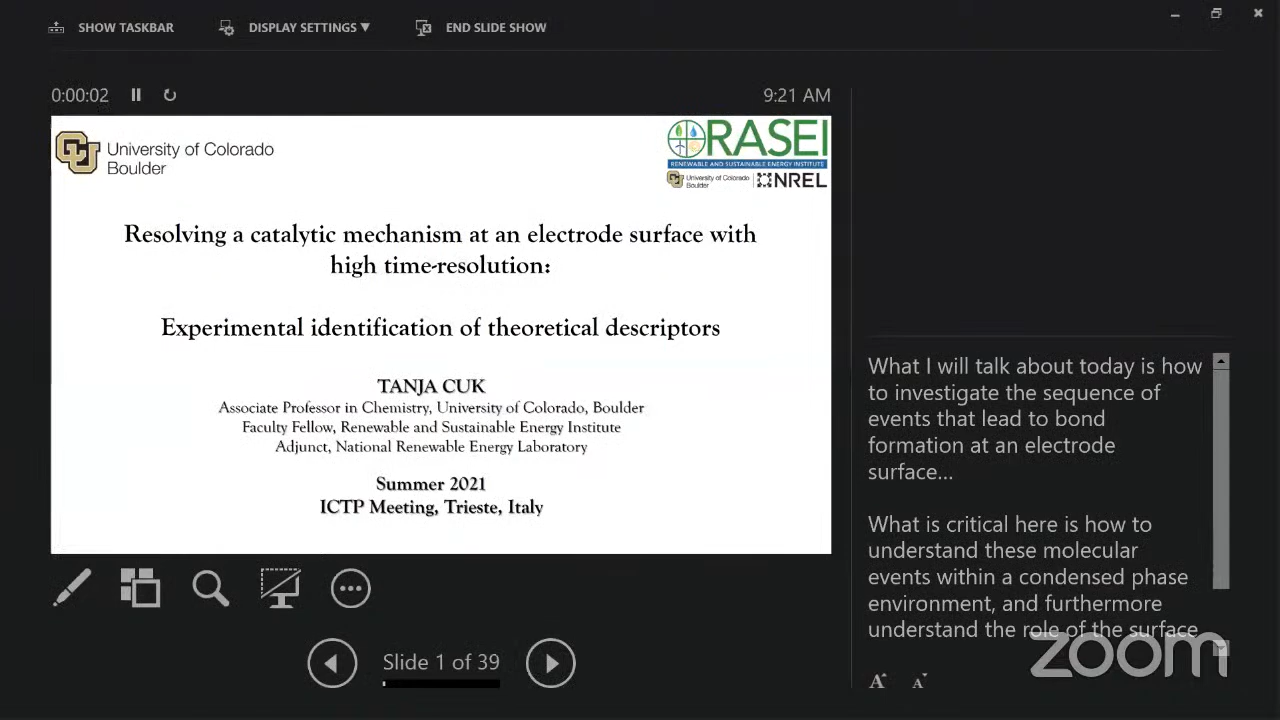 SHOW TASKBAR
DISPLAY SETTINGS ▼
END SLIDE SHOW
0:00:02
9:21 AM
University of Colorado
Boulder
RASEI
RENEWABLE AND SUSTAINABLE ENERGY INSTITUTE
University of Colorado
Boulder
NREL
Resolving a catalytic mechanism at an electrode surface with
high time-resolution:
Experimental identification of theoretical descriptors
TANJA CUK
Associate Professor in Chemistry, University of Colorado, Boulder
Faculty Fellow, Renewable and Sustainable Energy Institute
Adjunct, National Renewable Energy Laboratory
Summer 2021
ICTP Meeting, Trieste, Italy
What I will talk about today is how
to investigate the sequence of
events that lead to bond
formation at an electrode
surface...
What is critical here is how to
understand these molecular
events within a condensed phase
environment, and furthermore
understand the role of the surface
Slide 1 of 39
A A
zoom